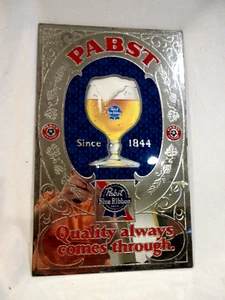 PABST
Since 1844
Pabst
Blue Ribbon
Quality always
comes through.